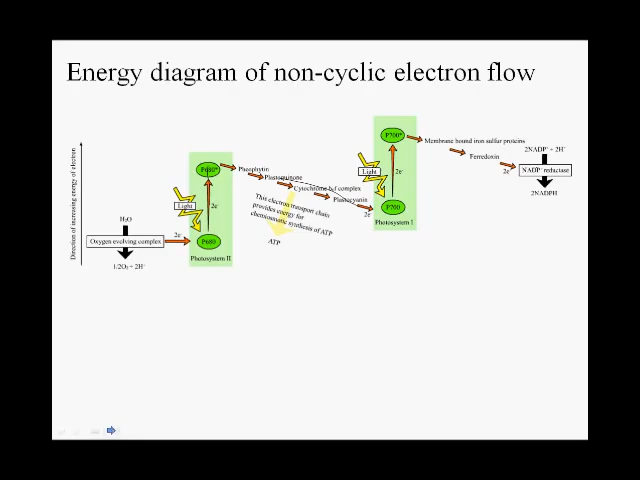 Energy diagram of non-cyclic electron flow
Direction of increasing energy of electron
H₂O
Oxygen evolving complex
1/2O₂ + 2H⁺
2e⁻
P680*
Light
2e⁻
P680
Photosystem II
Pheophytin
Plastoquinone
Cytochrome b₆f complex
Plastocyanin
This electron transport chain
provides energy for
chemiosmotic synthesis of ATP
ATP
2e⁻
P700*
Light
2e⁻
P700
Photosystem I
Membrane bound iron sulfur proteins
Ferredoxin
2e⁻
2NADP⁺ + 2H⁺
NADP⁺ reductase
2NADPH